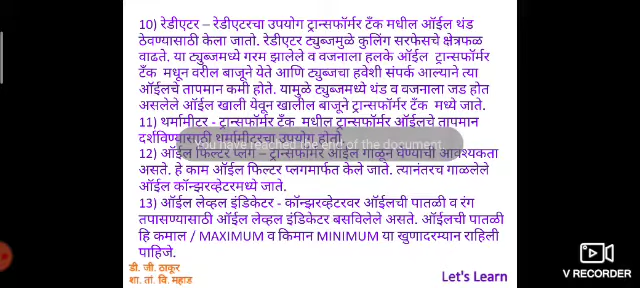 10) रेडीएटर – रेडीएटरचा उपयोग ट्रान्सफॉर्मर टँक मधील ऑईल थंड
ठेवण्यासाठी केला जातो. रेडीएटर ट्युब्जमुळे कुलिंग सरफेसचे क्षेत्रफळ
वाढते. या ट्युब्जमध्ये गरम झालेले व वजनाला हलके ऑईल ट्रान्सफॉर्मर
टँक मधून वरील बाजूने येते आणि ट्युब्जचा हवेशी संपर्क आल्याने त्या
ऑईलचे तापमान कमी होते. यामुळे ट्युब्जमध्ये थंड व वजनाला जड होत
असलेले ऑईल खाली येवून खालील बाजूने ट्रान्सफॉर्मर टँक मध्ये जाते.
11) थर्मामीटर - ट्रान्सफॉर्मर टँक मधील ट्रान्सफॉर्मर ऑईलचे तापमान
दर्शविण्यासाठी थर्मामीटरचा उपयोग होतो.
You have reached the end of the document.
12) ऑईल फिल्टर प्लग – ट्रान्सफॉर्मर ऑईल गाळून घेण्याची आवश्यकता
असते. हे काम ऑईल फिल्टर प्लगमार्फत केले जाते. त्यानंतरच गाळलेले
ऑईल कॉन्झरव्हेटरमध्ये जाते.
13) ऑईल लेव्हल इंडिकेटर - कॉन्झरव्हेटरवर ऑईलची पातळी व रंग
तपासण्यासाठी ऑईल लेव्हल इंडिकेटर बसविलेले असते. ऑईलची पातळी
हि कमाल / MAXIMUM व किमान MINIMUM या खुणादरम्यान राहिली
पाहिजे.
डी. जी. ठाकूर
शा. तां. वि. महाड
Let's Learn
V RECORDER